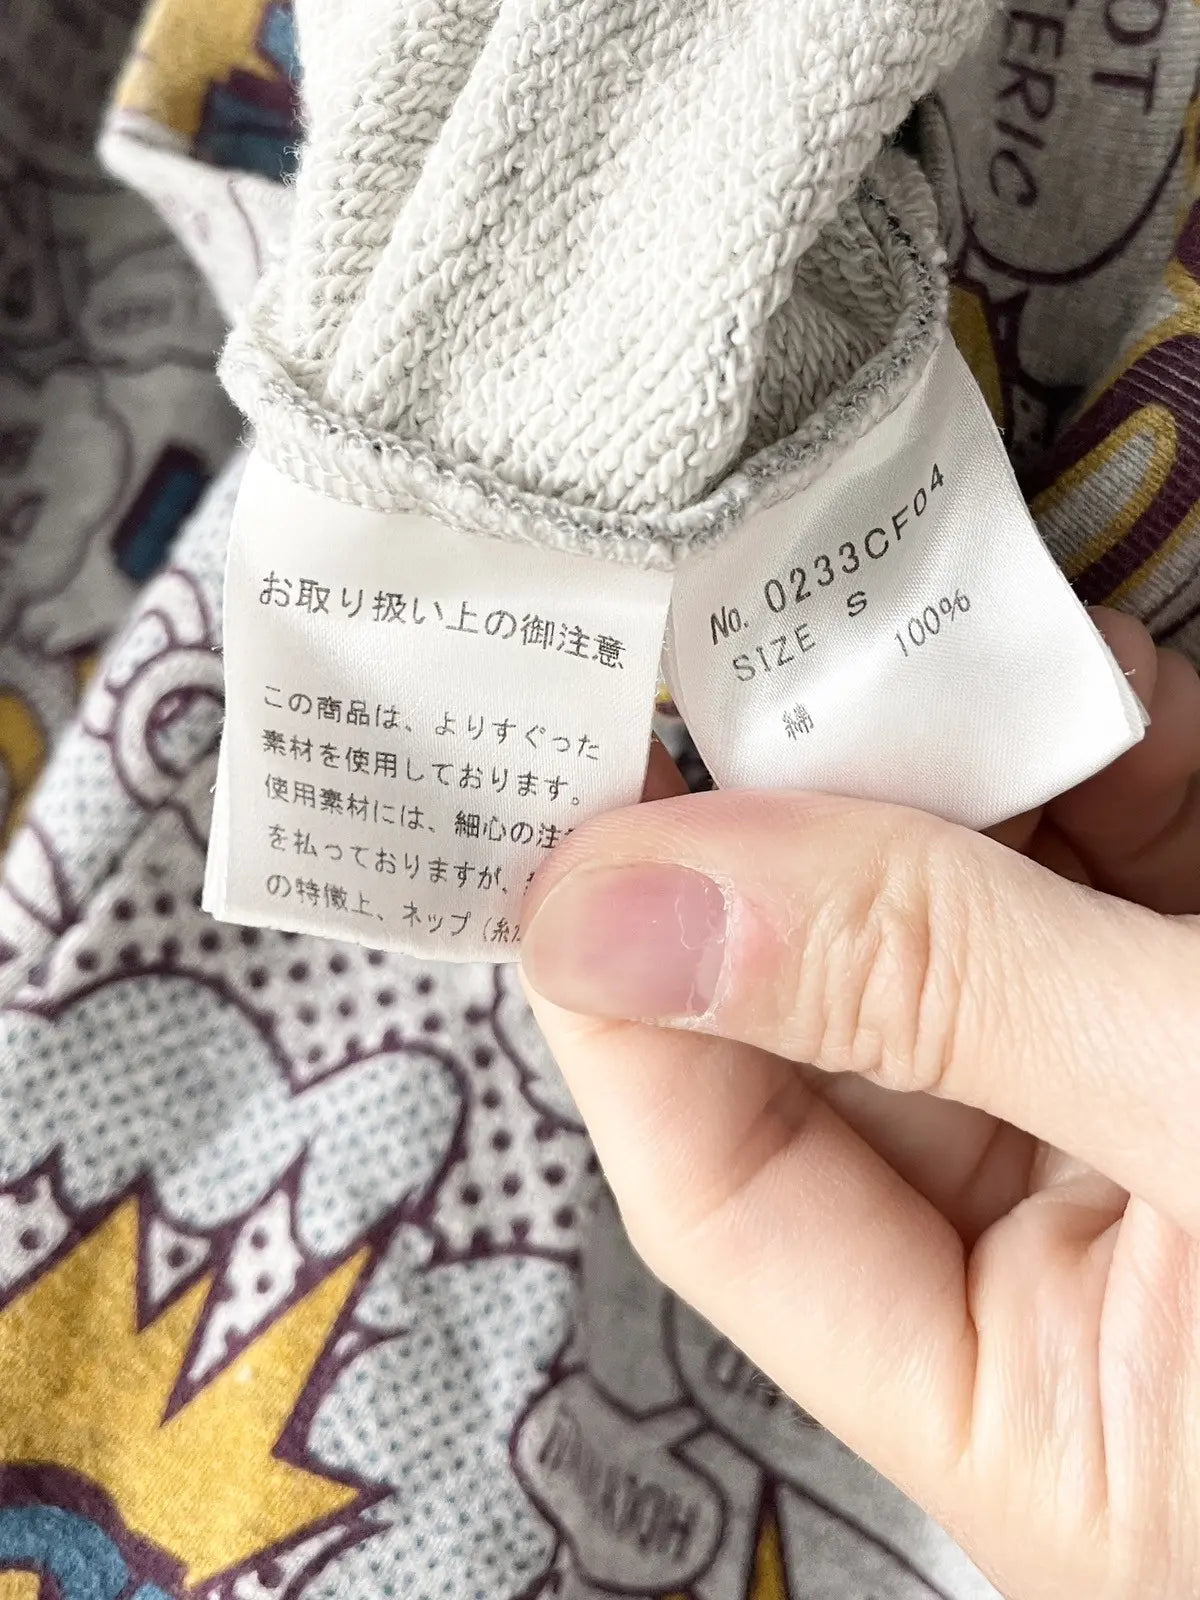 お取り扱い上の御注意
この商品は、よりすぐった
素材を使用しております。
使用素材には、細心の注
を払っておりますが、
の特徴上、ネップ（糸
No. 0233CF04
SIZE S
綿 100%
OT
TERIC